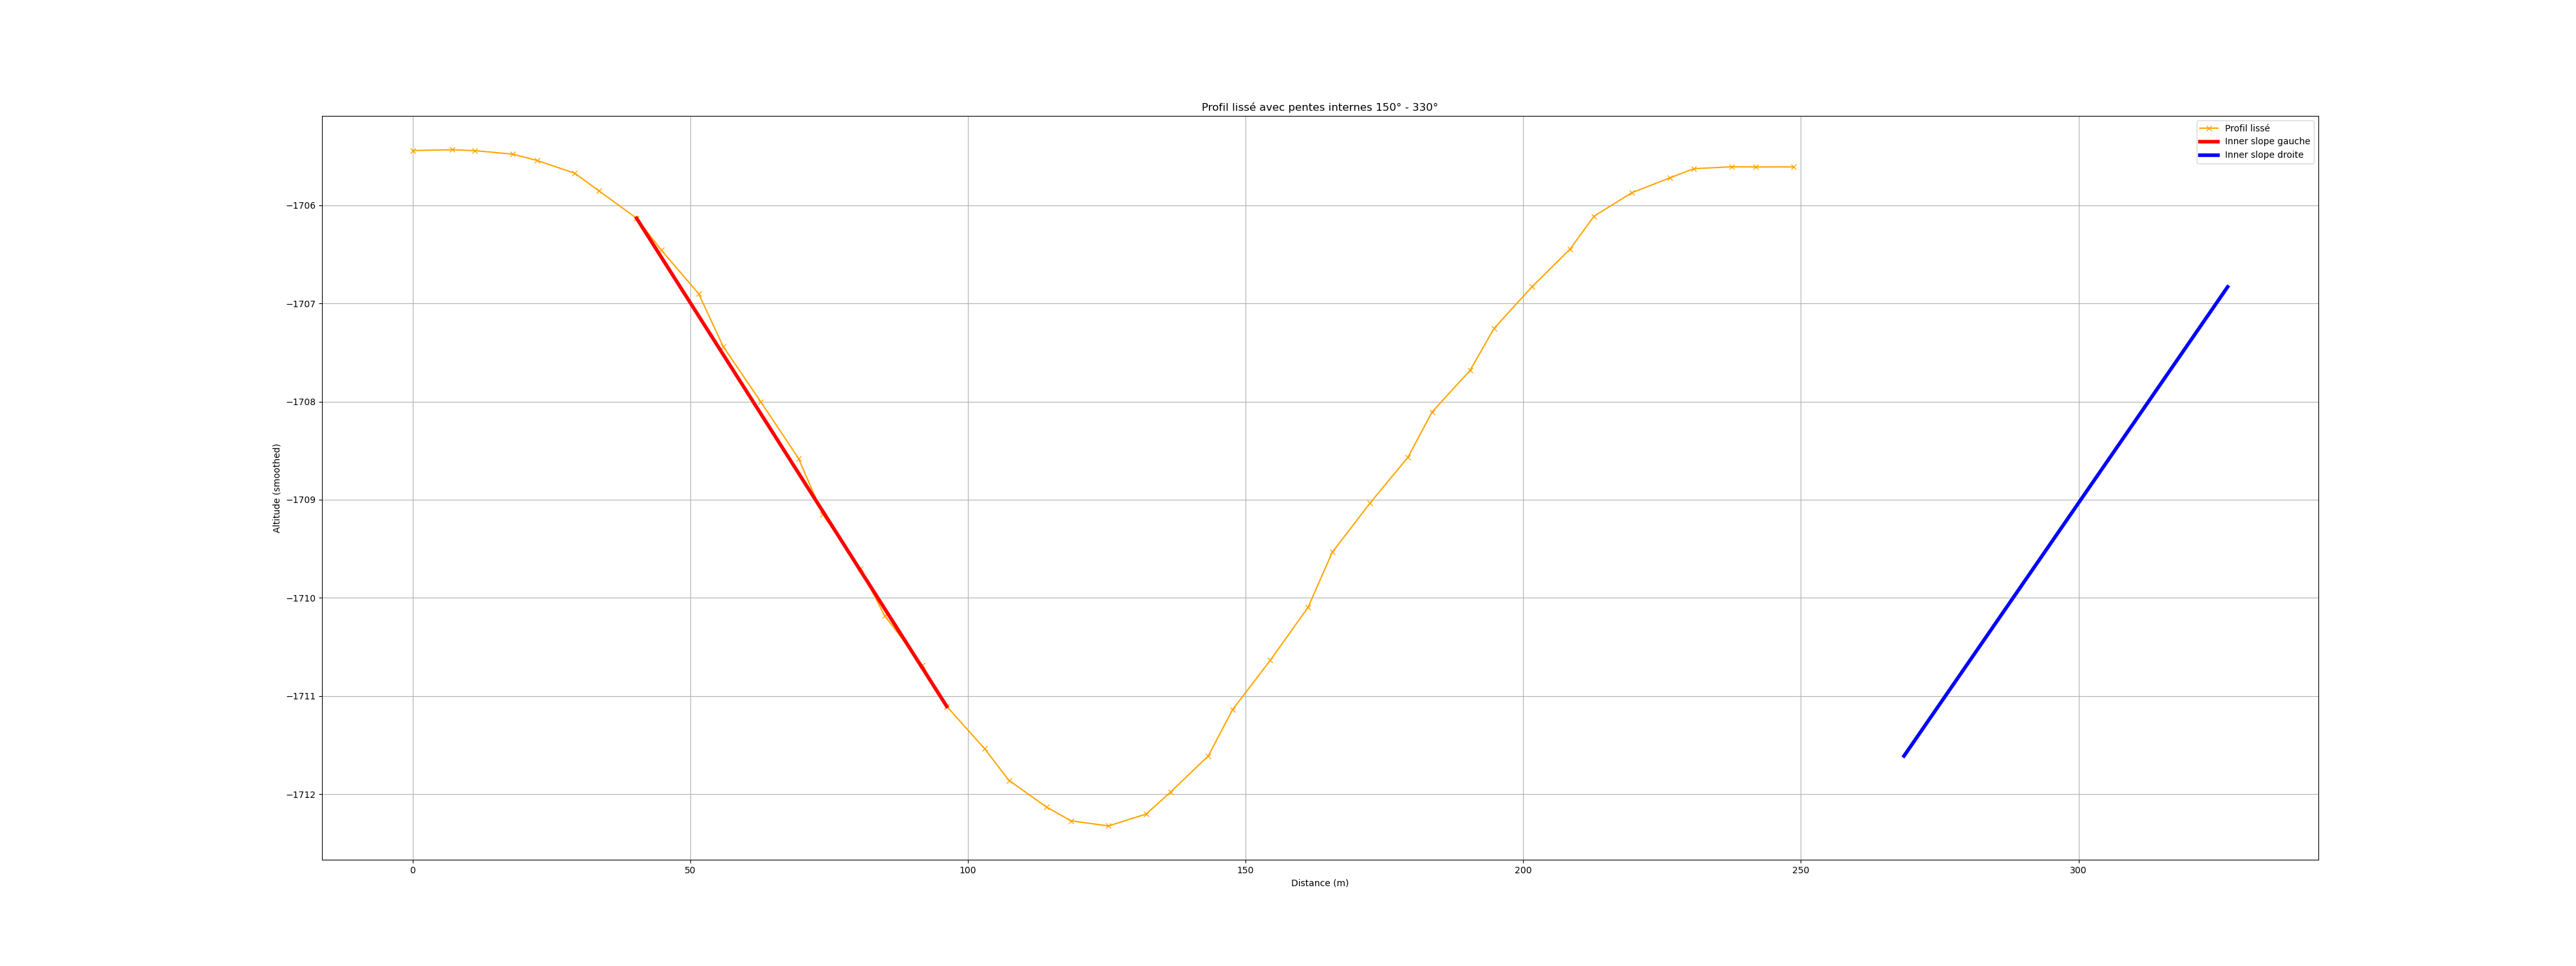 Profil lissé avec pentes internes 150° - 330°
Profil lissé
Inner slope gauche
Inner slope droite
Altitude (smoothed)
−1706
−1707
−1708
−1709
−1710
−1711
−1712
0 50 100 150 200 250 300
Distance (m)